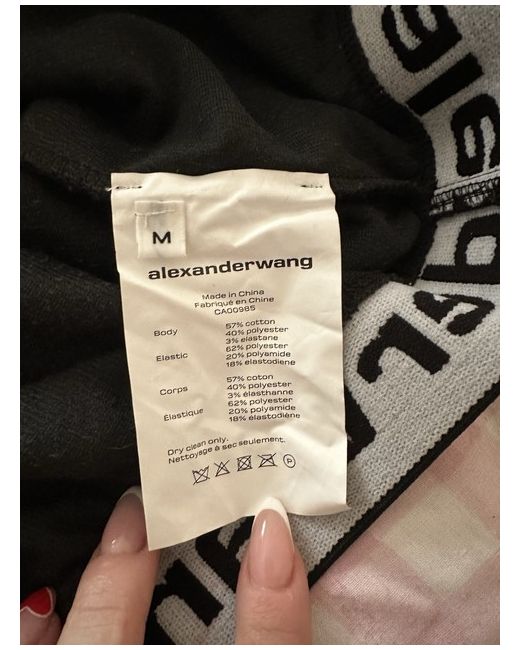 M
alexanderwang
Made in China
Fabriqué en Chine
CA00985
Body 57% cotton
40% polyester
3% elastane
Elastic 62% polyester
20% polyamide
18% elastodiene
Corps 57% coton
40% polyester
3% élasthanne
Élastique 62% polyester
20% polyamide
18% élastodiène
Dry clean only.
Nettoyage à sec seulement.
P